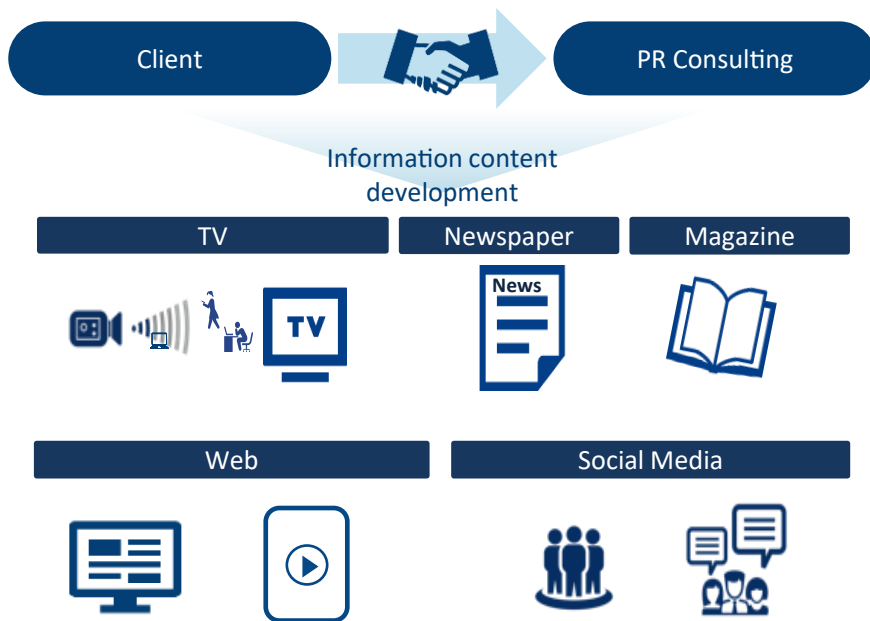 Client
PR Consulting
Information content
development
TV
Newspaper
Magazine
TV
News
Web
Social Media